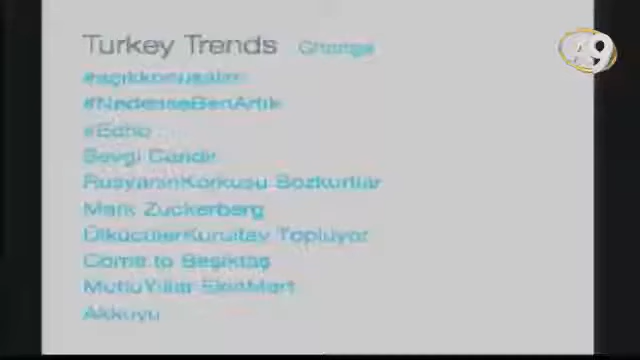 Turkey Trends Change
#açıkkonuşalım
#NedenseBenArtık
#Echo
Sevgi Candır
RusyanınKorkusu Bozkurtlar
Mark Zuckerberg
ÜlkücülerKurultay Topluyor
Come to Beşiktaş
MutluYıllar
Akkuyu
A9